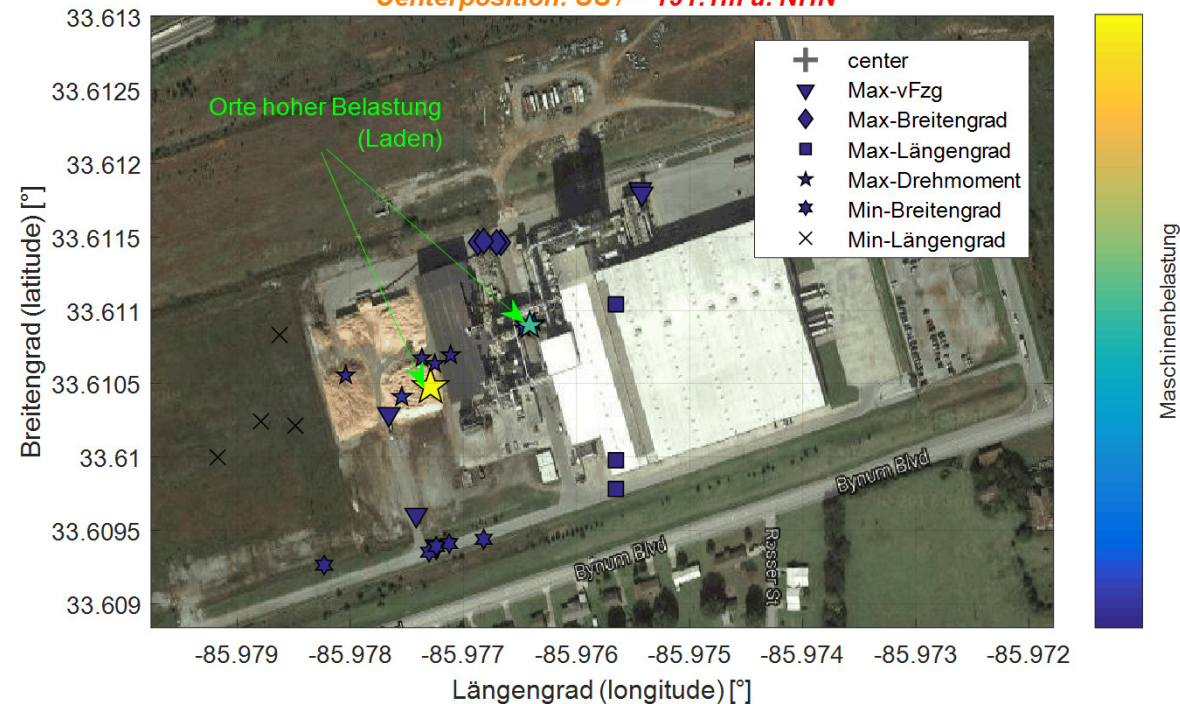 33.613
33.6125
33.612
33.6115
33.611
33.6105
33.61
33.6095
33.609
Breitengrad (latitude) [°]
Orte hoher Belastung
(Laden)
center
Max-vFzg
Max-Breitengrad
Max-Längengrad
Max-Drehmoment
Min-Breitengrad
Min-Längengrad
Bynum Blvd
Bynum Blvd
Rosser St
-85.979
-85.978
-85.977
-85.976
-85.975
-85.974
-85.973
-85.972
Längengrad (longitude) [°]
Maschinenbelastung